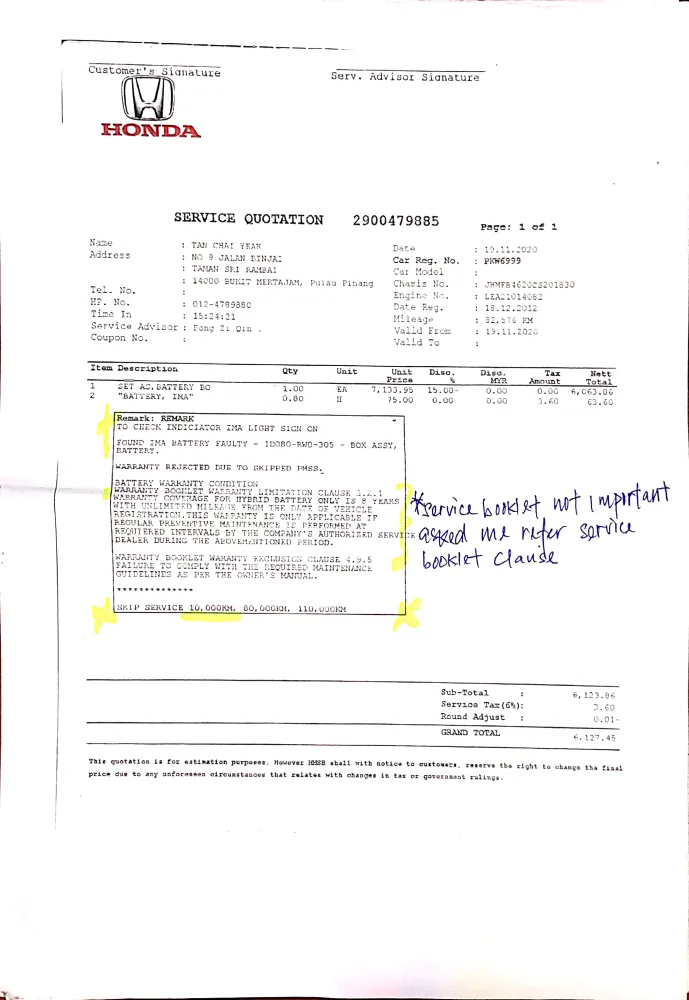 Customer's Signature
Serv. Advisor Signature
HONDA
SERVICE QUOTATION 2900479885
Page: 1 of 1
Name : TAN CHAI YEAK
Address : NO 9 JALAN BINJAI
: TAMAN SRI RAMBAI
: 14000 BUKIT MERTAJAM, Pulau Pinang
Tel. No. :
HP. No. : 012-4789880
Time In : 15:24:21
Service Advisor : Fong Zi Qin .
Coupon No. :
Date : 19.11.2020
Car Reg. No. : PKW6999
Car Model :
Chasis No. : JHMFB4620CS201830
Engine No. : LEA21014082
Date Reg. : 18.12.2012
Mileage : 82,576 KM
Valid From : 19.11.2020
Valid To :
Item Description Qty Unit Unit Price Disc. % Disc. MYR Tax Amount Nett Total
1 SET AS,BATTERY BO 1.00 EA 7,133.95 15.00- 0.00 0.00 6,063.86
2 "BATTERY, IMA" 0.80 H 75.00 0.00 0.00 3.60 63.60
Remark: REMARK
TO CHECK INDICIATOR IMA LIGHT SIGN ON
FOUND IMA BATTERY FAULTY - 1D080-RW0-305 - BOX ASSY,
BATTERY.
WARRANTY REJECTED DUE TO SKIPPED PMSS.
BATTERY WARRANTY CONDITION
WARRANTY BOOKLET WARRANTY LIMITATION CLAUSE 3.2.1
WARRANTY COVERAGE FOR HYBRID BATTERY ONLY IS 8 YEARS
WITH UNLIMITED MILEAGE FROM THE DATE OF VEHICLE
REGISTRATION.THIS WARRANTY IS ONLY APPLICABLE IF
REGULAR PREVENTIVE MAINTENANCE IS PERFORMED AT
REQUIERED INTERVALS BY THE COMPANY'S AUTHORIZED SERVICE
DEALER DURING THE ABOVEMENTIONED PERIOD.
WARRANTY BOOKLET WARANTY EXCLUSION CLAUSE 4.9.5
FAILURE TO COMPLY WITH THE REQUIRED MAINTENANCE
GUIDELINES AS PER THE OWNER'S MANUAL.
**************
SKIP SERVICE 10,000KM, 80,000KM, 110,000KM
*service booklet not important
asked me refer service
booklet clause
Sub-Total : 6,123.86
Service Tax(6%): 3.60
Round Adjust : 0.01-
GRAND TOTAL 6,127.45
This quotation is for estimation purposes. However HMSB shall with notice to customers, reserve the right to change the final
price due to any unforeseen circumstances that relates with changes in tax or government rulings.